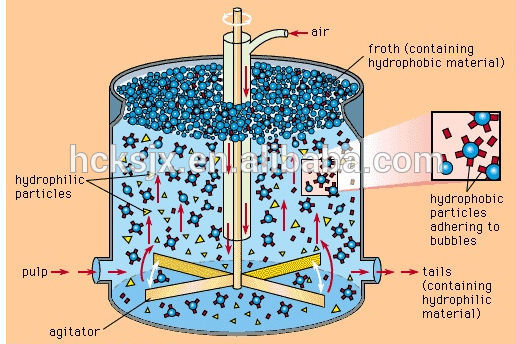 air
froth (containing
hydrophobic material)
hcksjx.en.alibaba.com
hydrophilic
particles
hydrophobic
particles
adhering to
bubbles
pulp
tails
(containing
hydrophilic
material)
agitator